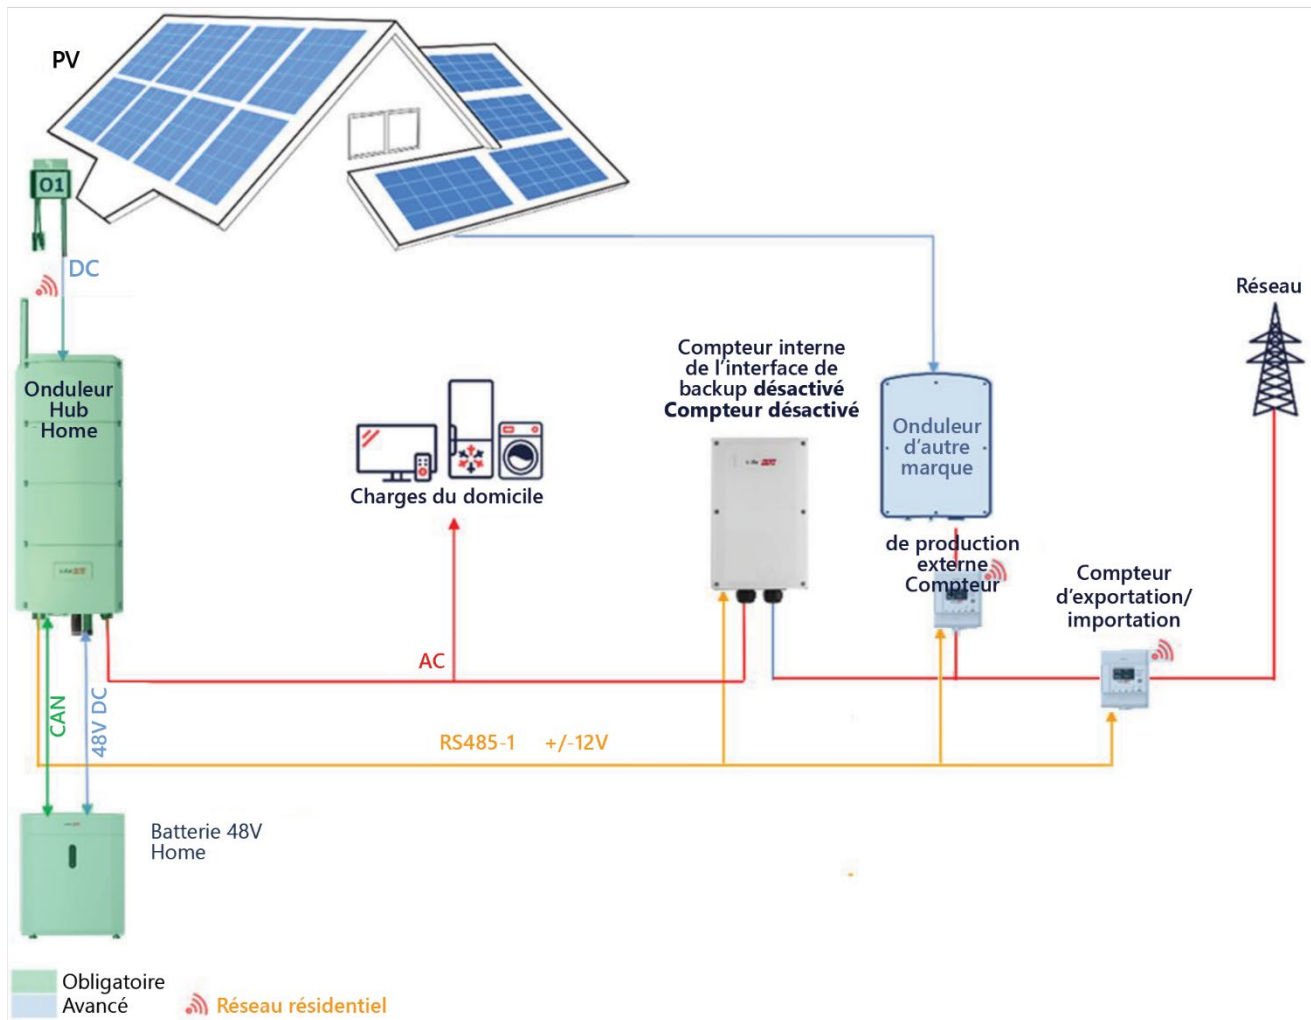 PV
O1
DC
Réseau
Onduleur
Hub
Home
Compteur interne
de l'interface de
backup désactivé
Compteur désactivé
Onduleur
d'autre
marque
Charges du domicile
de production
externe
Compteur
Compteur
d'exportation/
importation
AC
CAN
48V DC
RS485-1 +/-12V
Batterie 48V
Home
Obligatoire
Avancé
Réseau résidentiel